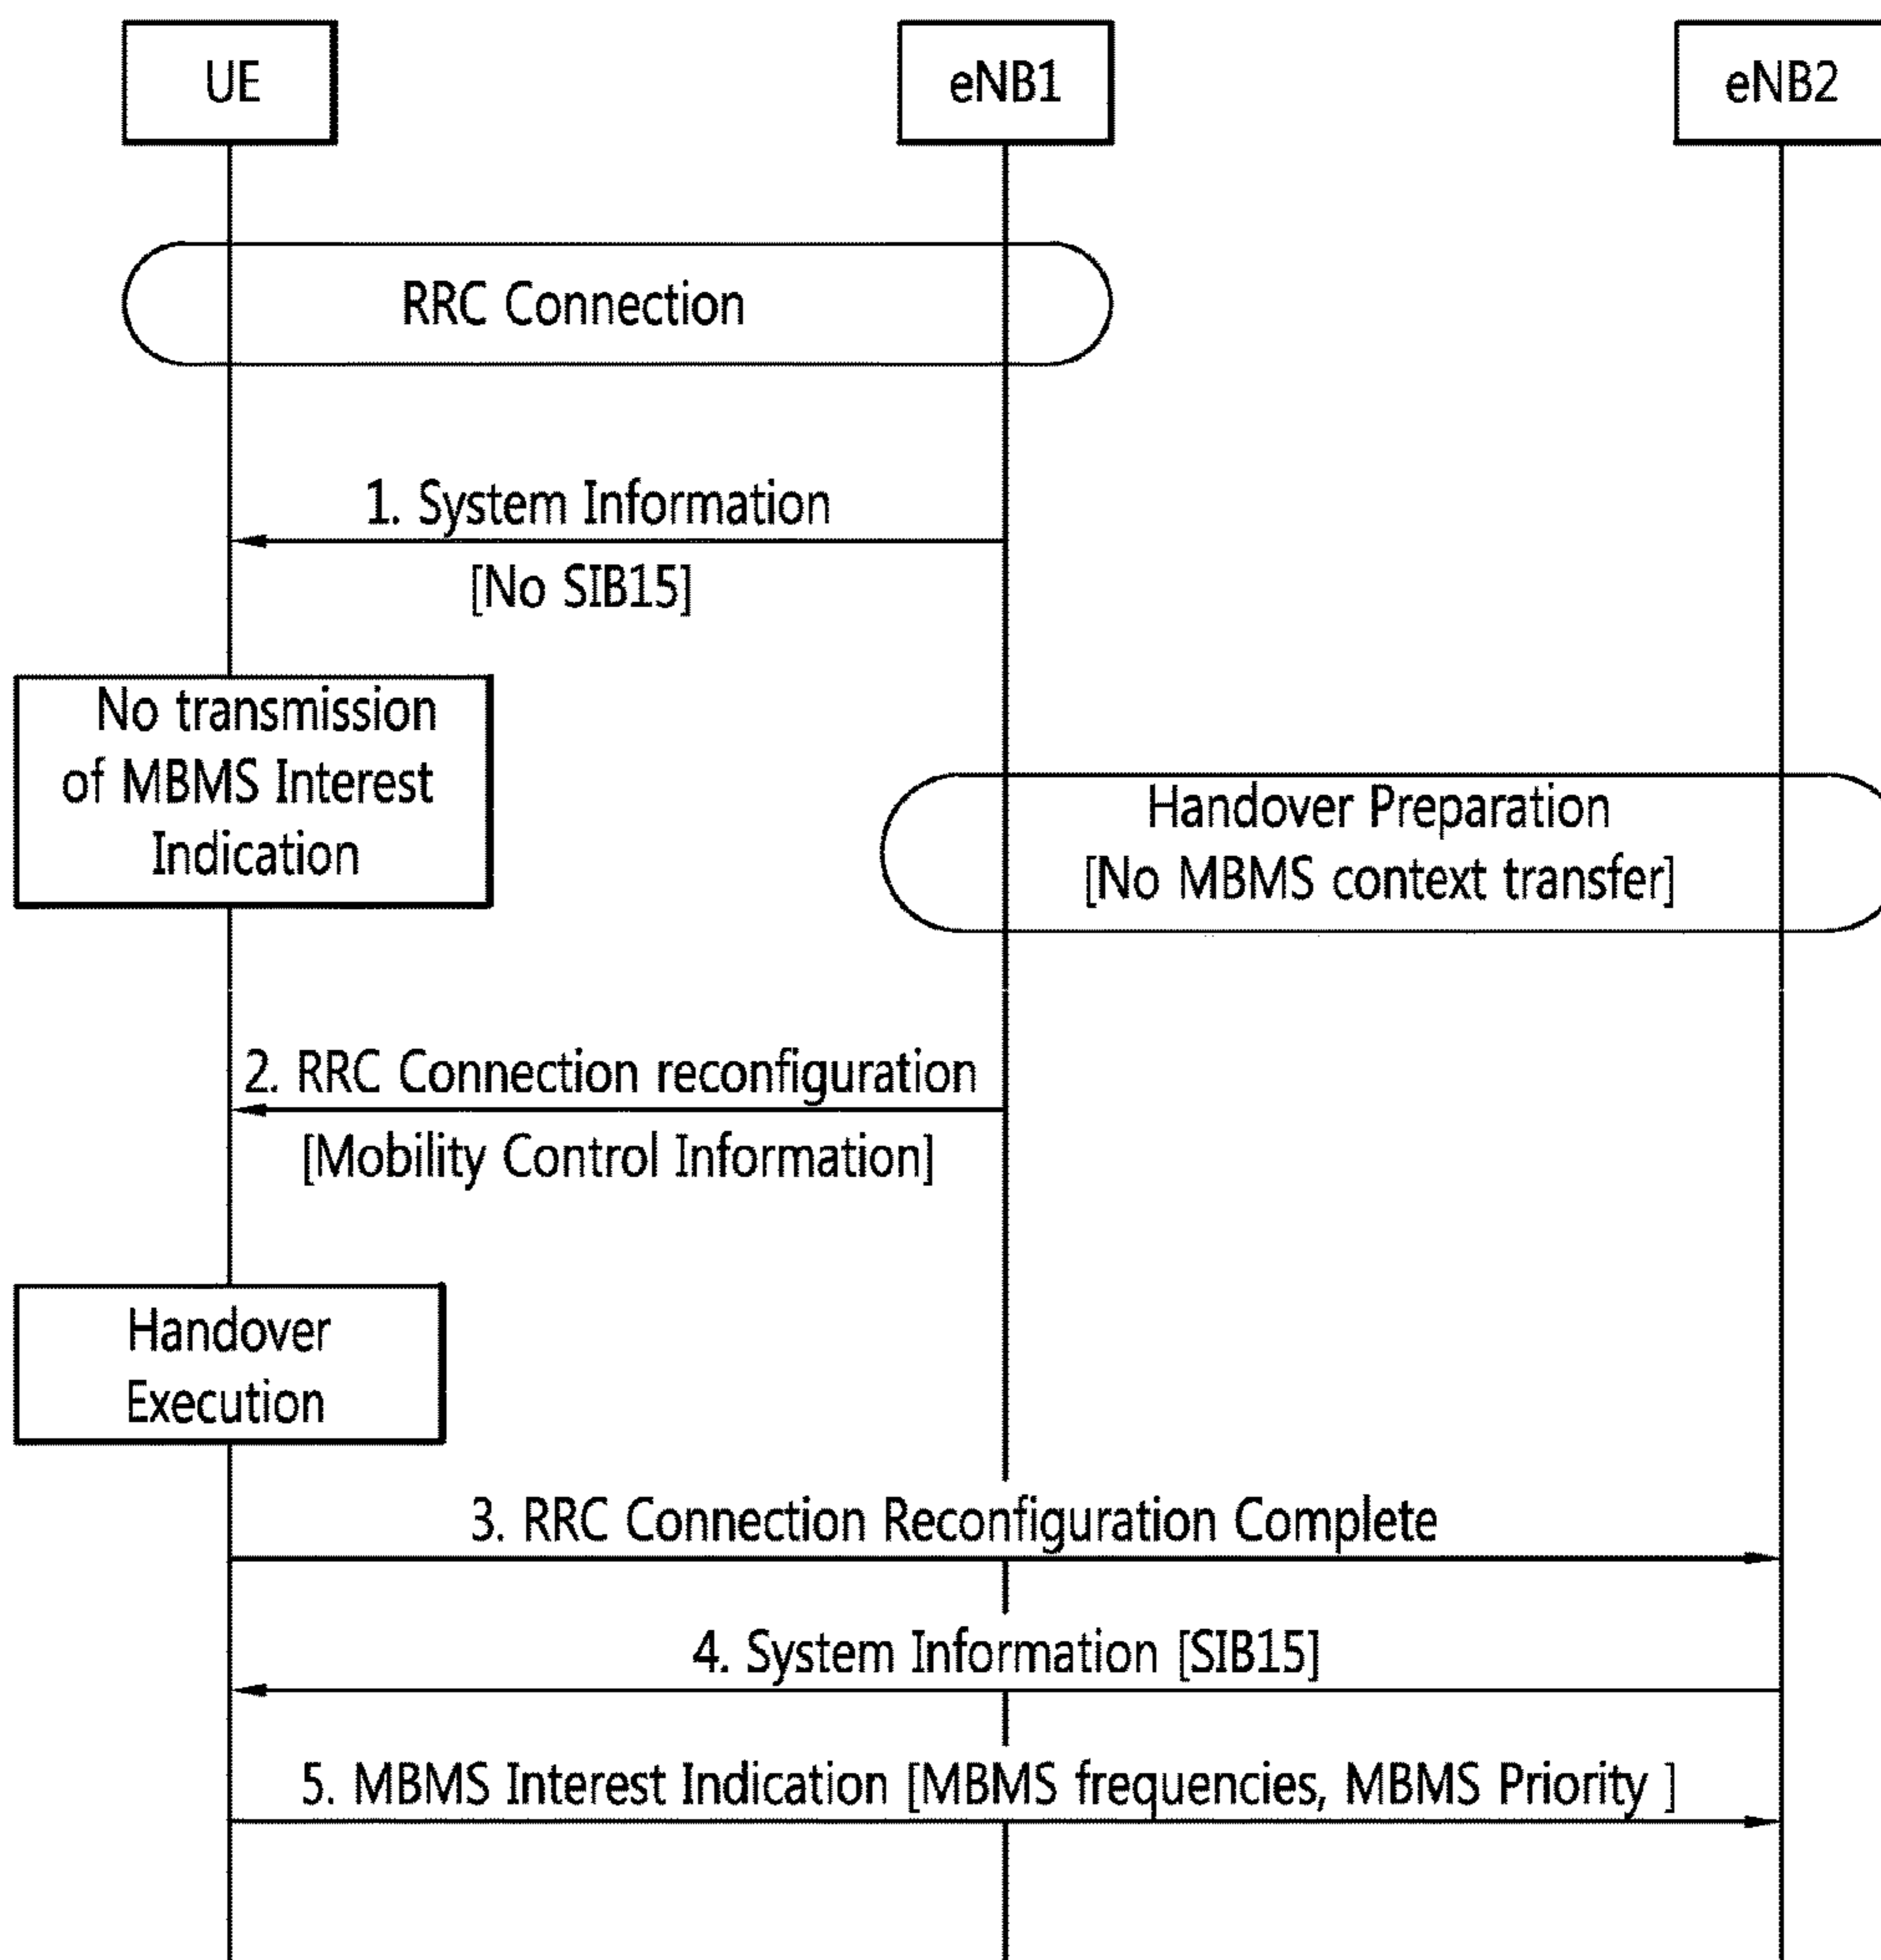 UE
eNB1
eNB2
RRC Connection
1. System Information
[No SIB15]
No transmission
of MBMS Interest
Indication
Handover Preparation
[No MBMS context transfer]
2. RRC Connection reconfiguration
[Mobility Control Information]
Handover
Execution
3. RRC Connection Reconfiguration Complete
4. System Information [SIB15]
5. MBMS Interest Indication [MBMS frequencies, MBMS Priority ]